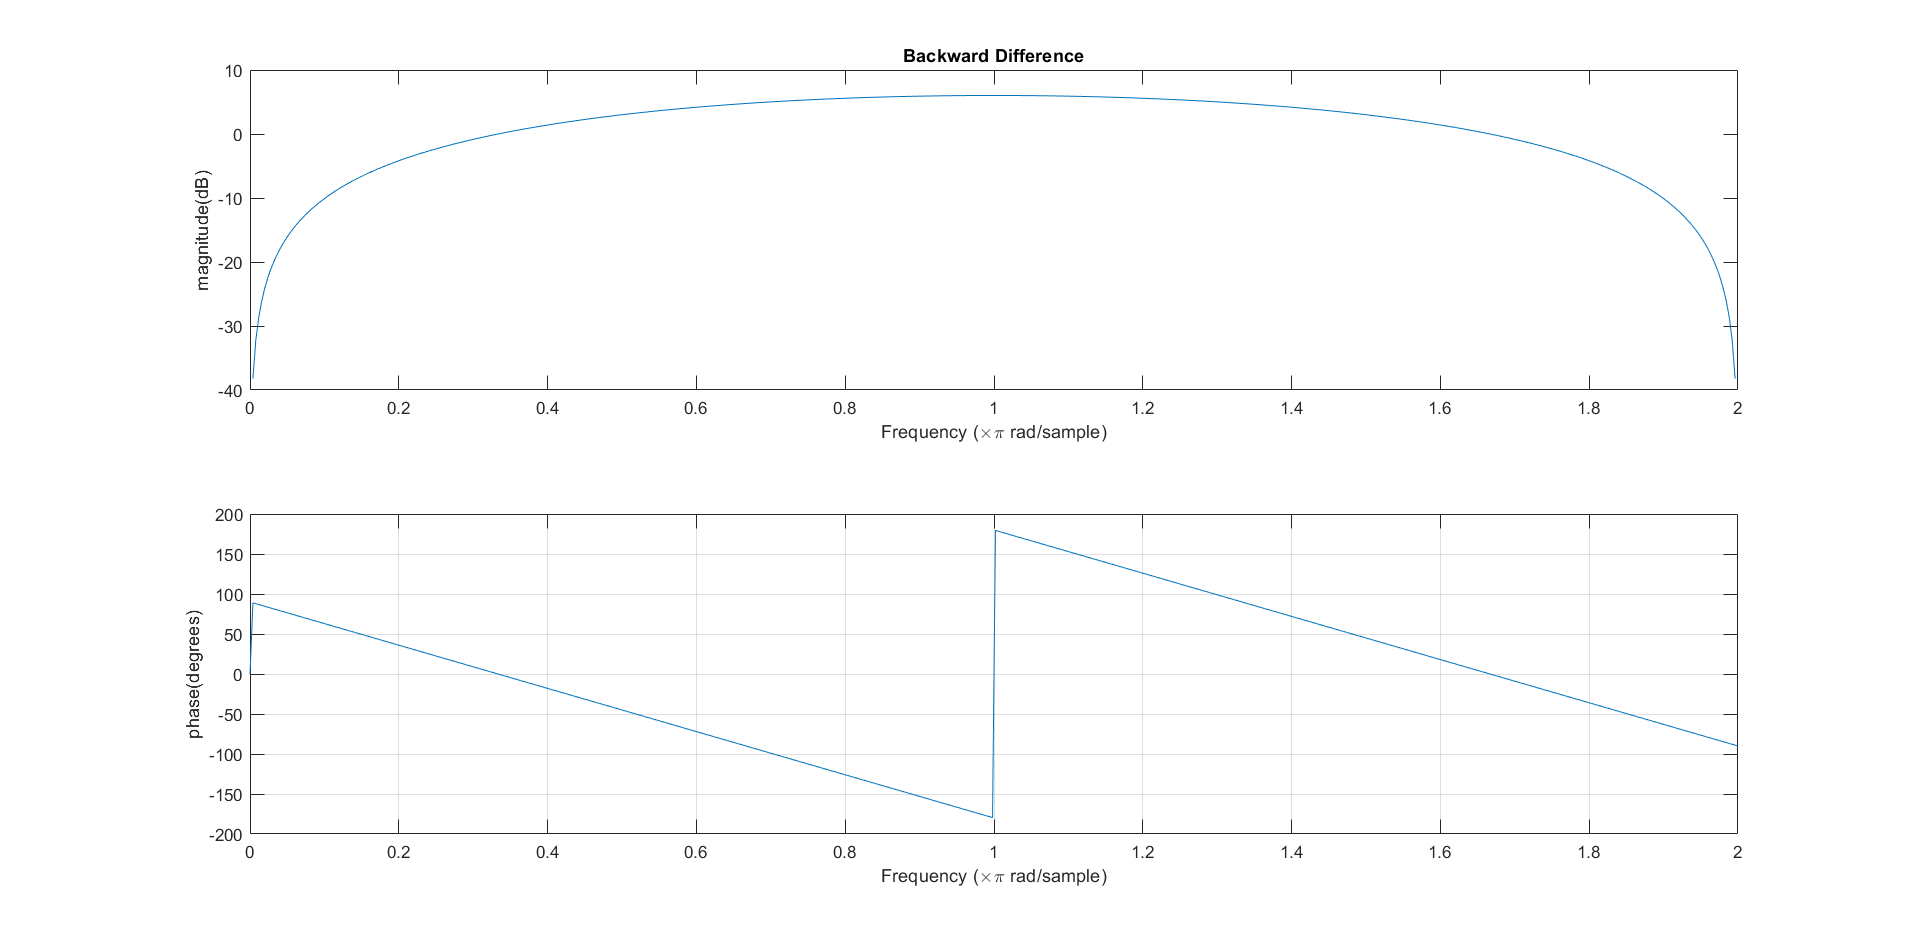 Backward Difference
10
0
-10
-20
-30
-40
magnitude(dB)
0 0.2 0.4 0.6 0.8 1 1.2 1.4 1.6 1.8 2
Frequency (×π rad/sample)
200
150
100
50
0
-50
-100
-150
-200
phase(degrees)
0 0.2 0.4 0.6 0.8 1 1.2 1.4 1.6 1.8 2
Frequency (×π rad/sample)